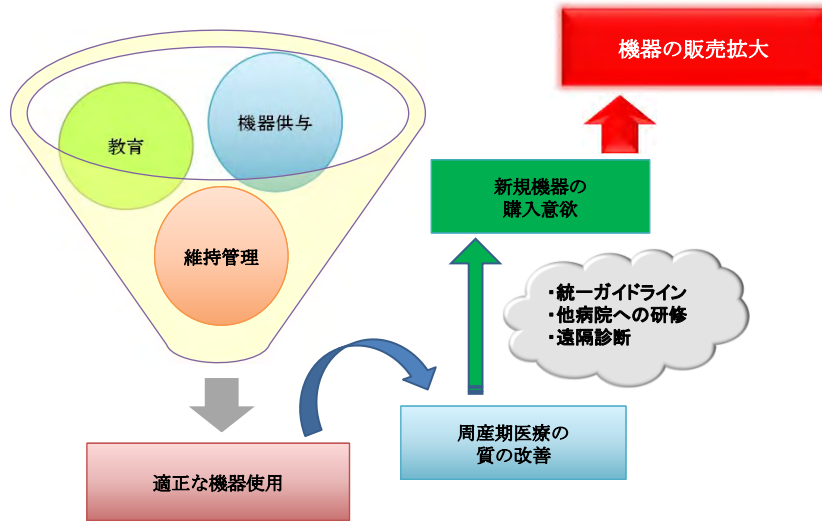 教育
機器供与
維持管理
適正な機器使用
周産期医療の
質の改善
・統一ガイドライン
・他病院への研修
・遠隔診断
新規機器の
購入意欲
機器の販売拡大